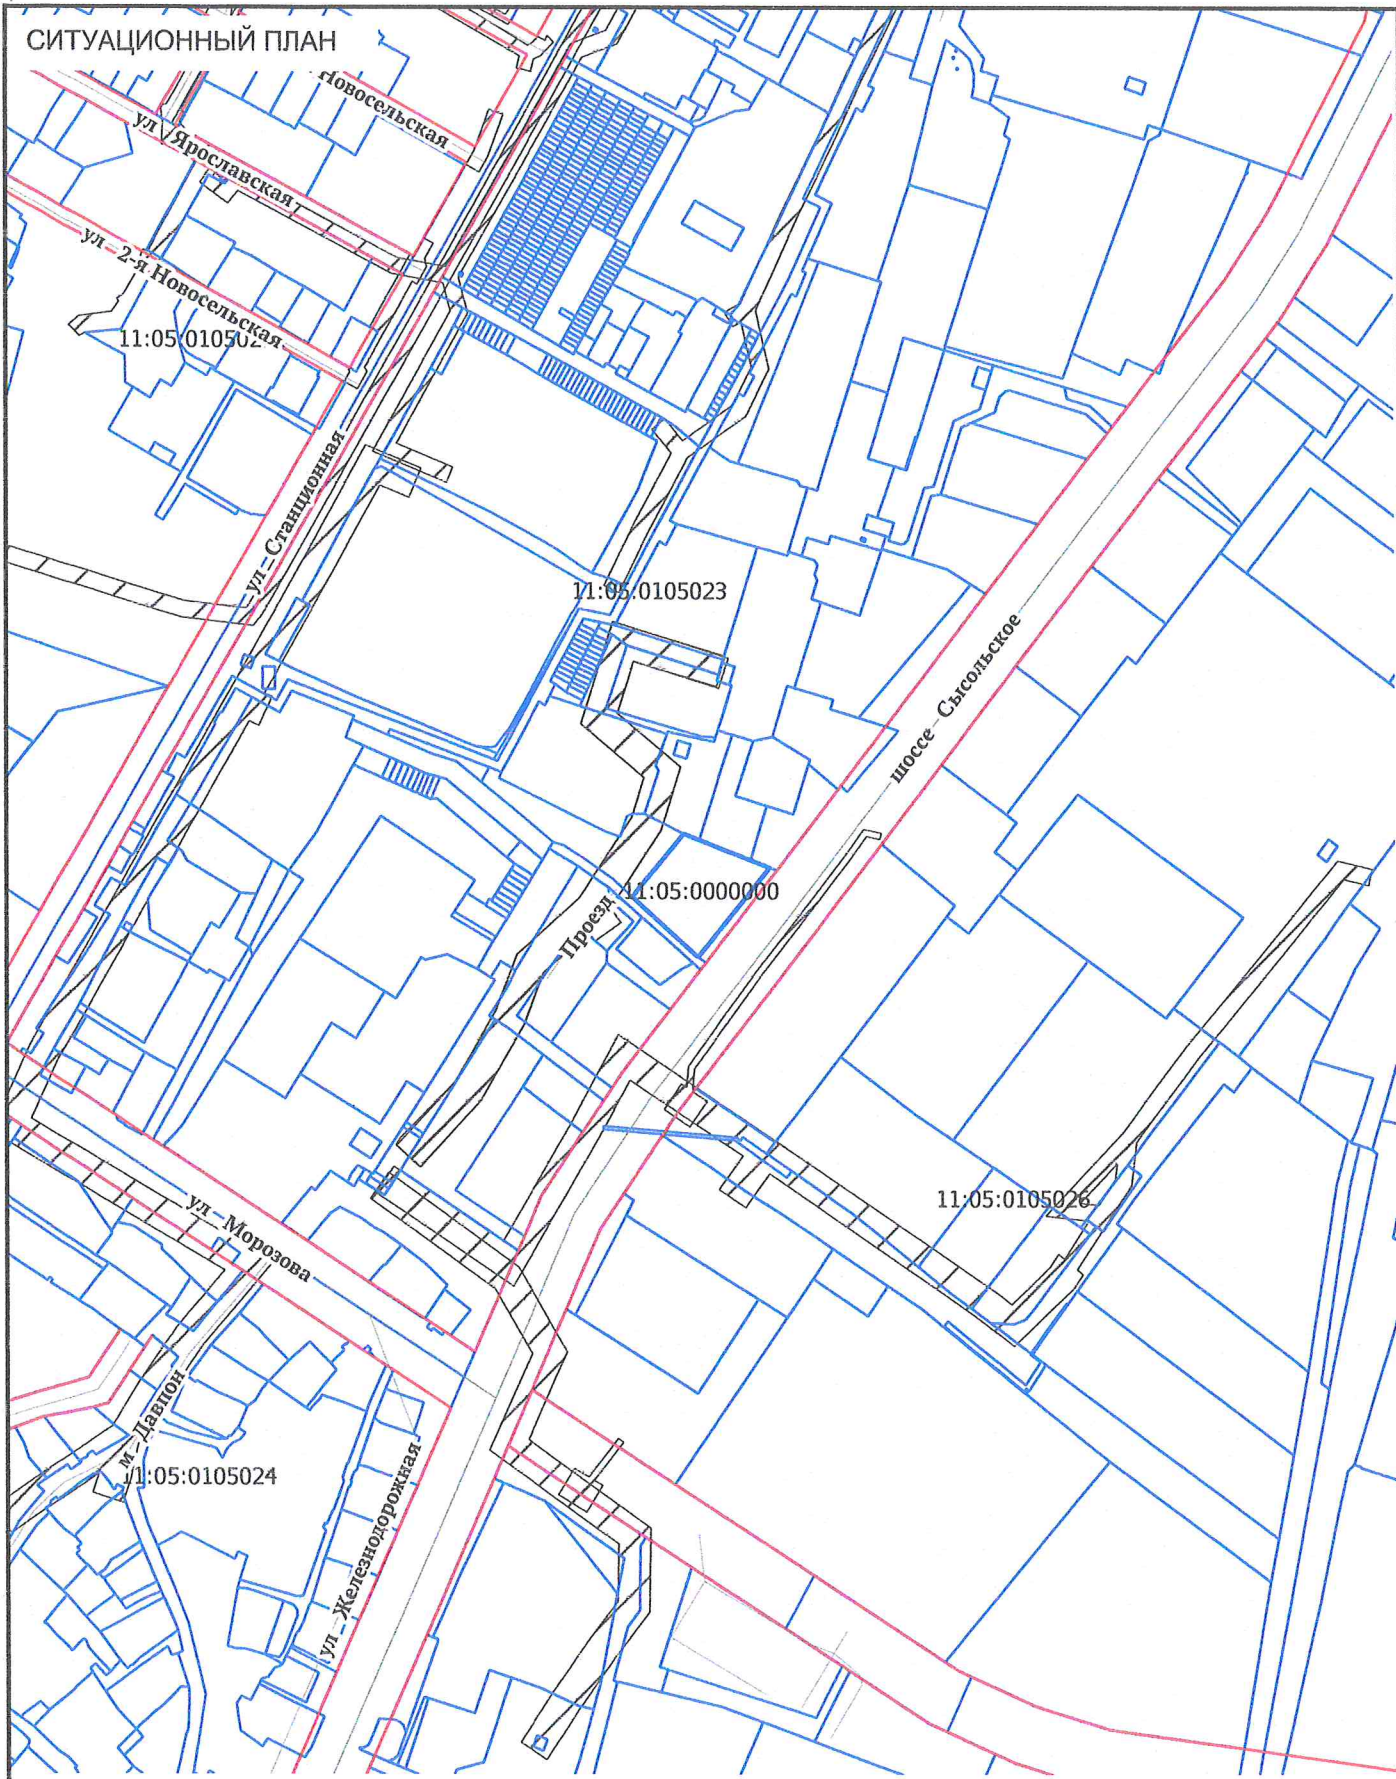 СИТУАЦИОННЫЙ ПЛАН
Новосельская
ул Ярославская
ул 2-я Новосельская
11:05:010502
ул Станционная
11:05:0105023
шоссе Сысольское
11:05:0000000
Проезд
11:05:0105026
ул Морозова
м Давпон
11:05:0105024
ул Железнодорожная